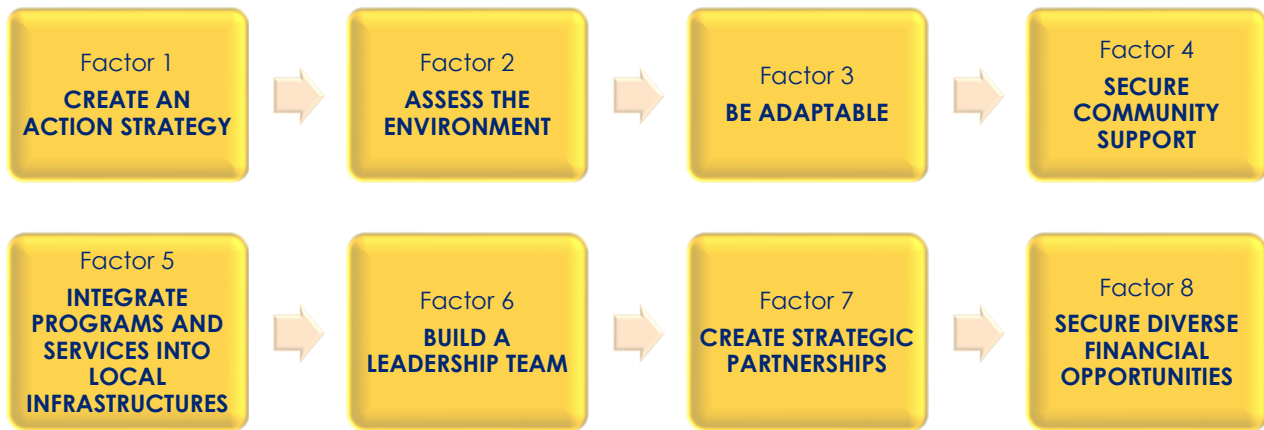 Factor 1
CREATE AN
ACTION STRATEGY
Factor 2
ASSESS THE
ENVIRONMENT
Factor 3
BE ADAPTABLE
Factor 4
SECURE
COMMUNITY
SUPPORT
Factor 5
INTEGRATE
PROGRAMS AND
SERVICES INTO
LOCAL
INFRASTRUCTURES
Factor 6
BUILD A
LEADERSHIP TEAM
Factor 7
CREATE STRATEGIC
PARTNERSHIPS
Factor 8
SECURE DIVERSE
FINANCIAL
OPPORTUNITIES